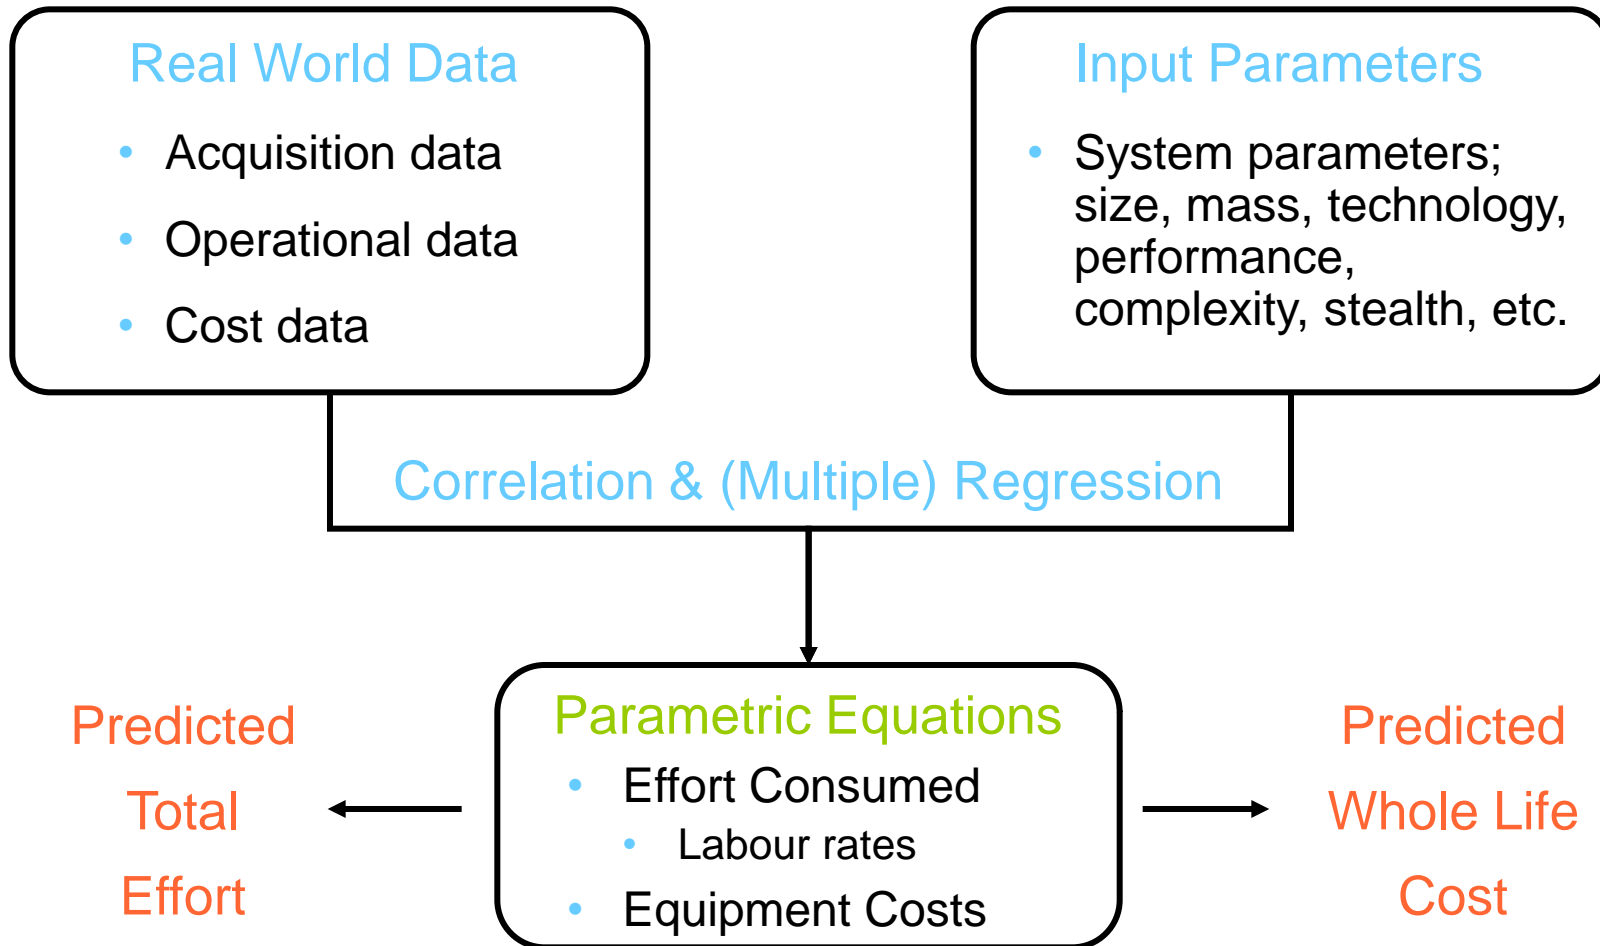 Real World Data
• Acquisition data
• Operational data
• Cost data
Input Parameters
• System parameters;
size, mass, technology,
performance,
complexity, stealth, etc.
Correlation & (Multiple) Regression
Parametric Equations
• Effort Consumed
• Labour rates
• Equipment Costs
Predicted
Total
Effort
Predicted
Whole Life
Cost